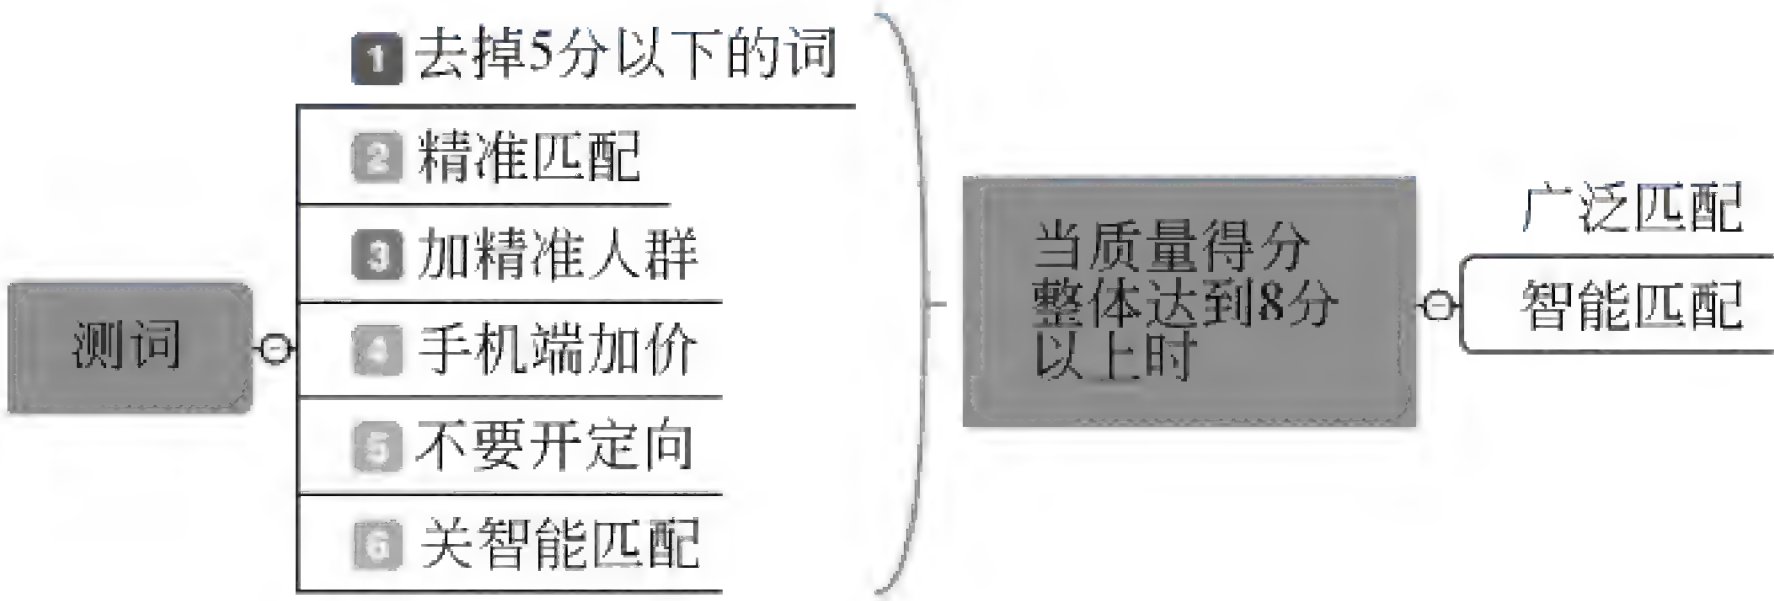 测词
1 去掉5分以下的词
2 精准匹配
3 加精准人群
4 手机端加价
5 不要开定向
6 关智能匹配
当质量得分
整体达到8分
以上时
广泛匹配
智能匹配